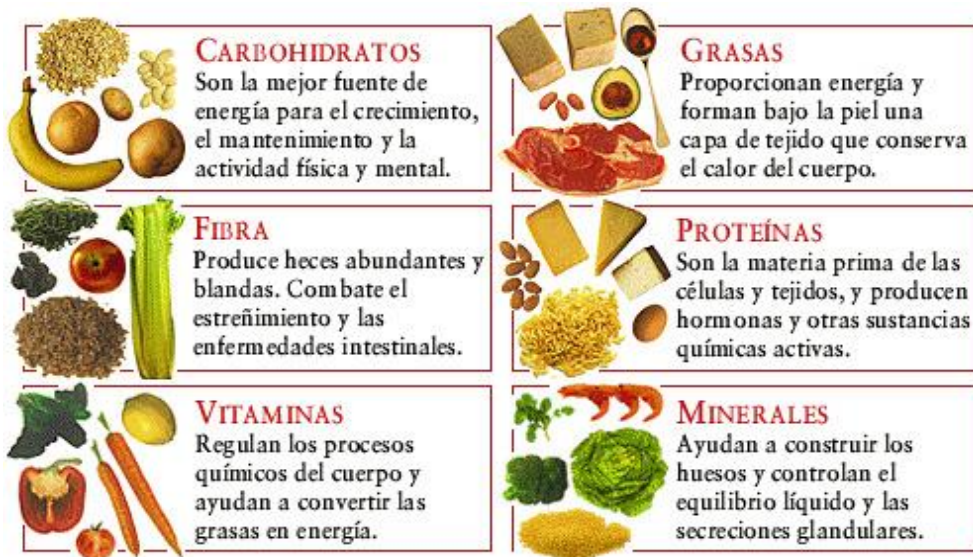 CARBOHIDRATOS
Son la mejor fuente de
energía para el crecimiento,
el mantenimiento y la
actividad física y mental.
GRASAS
Proporcionan energía y
forman bajo la piel una
capa de tejido que conserva
el calor del cuerpo.
FIBRA
Produce heces abundantes y
blandas. Combate el
estreñimiento y las
enfermedades intestinales.
PROTEÍNAS
Son la materia prima de las
células y tejidos, y producen
hormonas y otras sustancias
químicas activas.
VITAMINAS
Regulan los procesos
químicos del cuerpo y
ayudan a convertir las
grasas en energía.
MINERALES
Ayudan a construir los
huesos y controlan el
equilibrio líquido y las
secreciones glandulares.